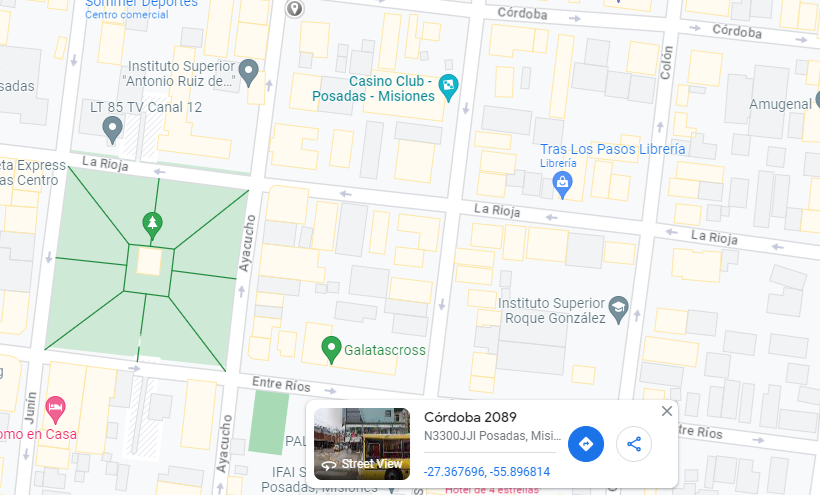 Sommer Deportes
Centro comercial
Córdoba
Córdoba
Instituto Superior
"Antonio Ruiz de..."
Casino Club -
Posadas - Misiones
Colón
LT 85 TV Canal 12
Amugenal
Tras Los Pasos Librería
Librería
La Rioja
eta Express
as Centro
La Rioja
La Rioja
Ayacucho
Instituto Superior
Roque González
Galatascross
Entre Ríos
Junín
omo en Casa
Ayacucho
PAL
IFAI S
Posadas, Misiones
Street View
Córdoba 2089
N3300JJI Posadas, Misi...
-27.367696, -55.896814
re Ríos
Hotel de 4 estrellas